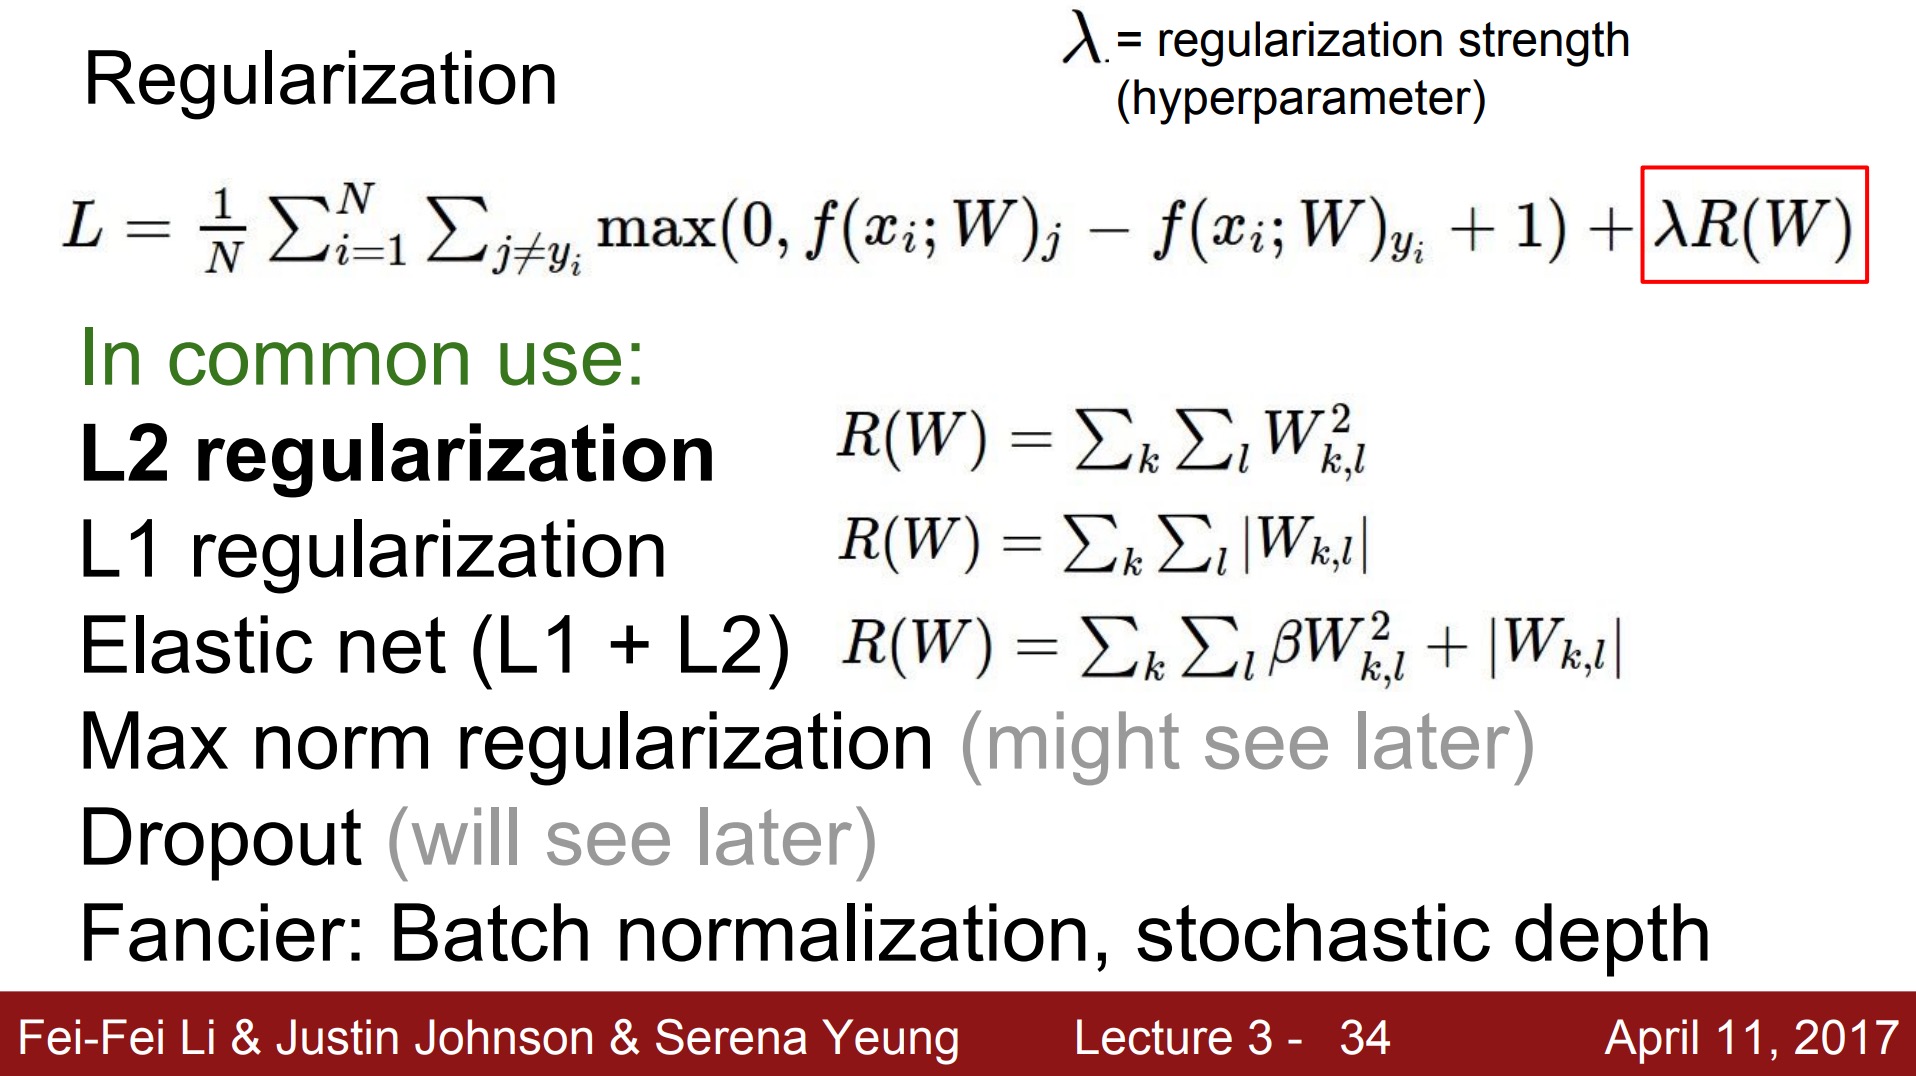 Regularization
λ = regularization strength
(hyperparameter)
L = \frac{1}{N} \sum_{i=1}^{N} \sum_{j \neq y_i} \max(0, f(x_i; W)_j - f(x_i; W)_{y_i} + 1) + \lambda R(W)
In common use:
L2 regularization R(W) = \sum_k \sum_l W_{k,l}^2
L1 regularization R(W) = \sum_k \sum_l |W_{k,l}|
Elastic net (L1 + L2) R(W) = \sum_k \sum_l \beta W_{k,l}^2 + |W_{k,l}|
Max norm regularization (might see later)
Dropout (will see later)
Fancier: Batch normalization, stochastic depth
Fei-Fei Li & Justin Johnson & Serena Yeung Lecture 3 - 34 April 11, 2017